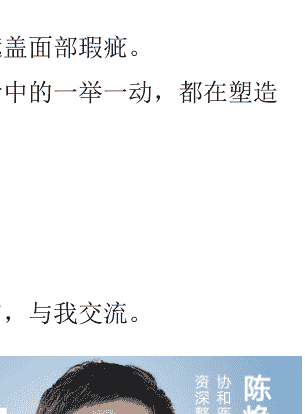 盖面部瑕疵。
中的一举一动，都在塑造
，与我交流。
陈
协和医
资深整